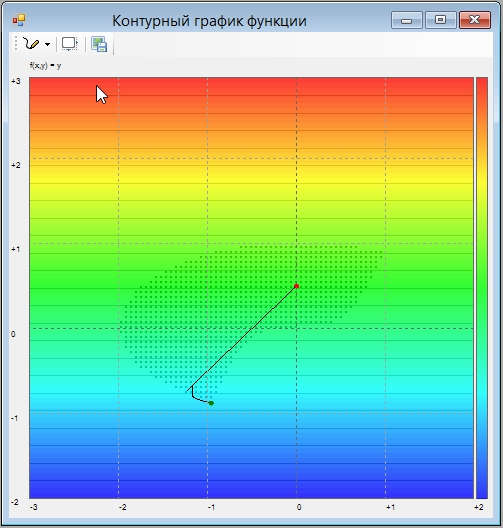 Контурный график функции
f(x,y) = y
+3
+2
+1
0
-1
-2
-3 -2 -1 0 +1 +2